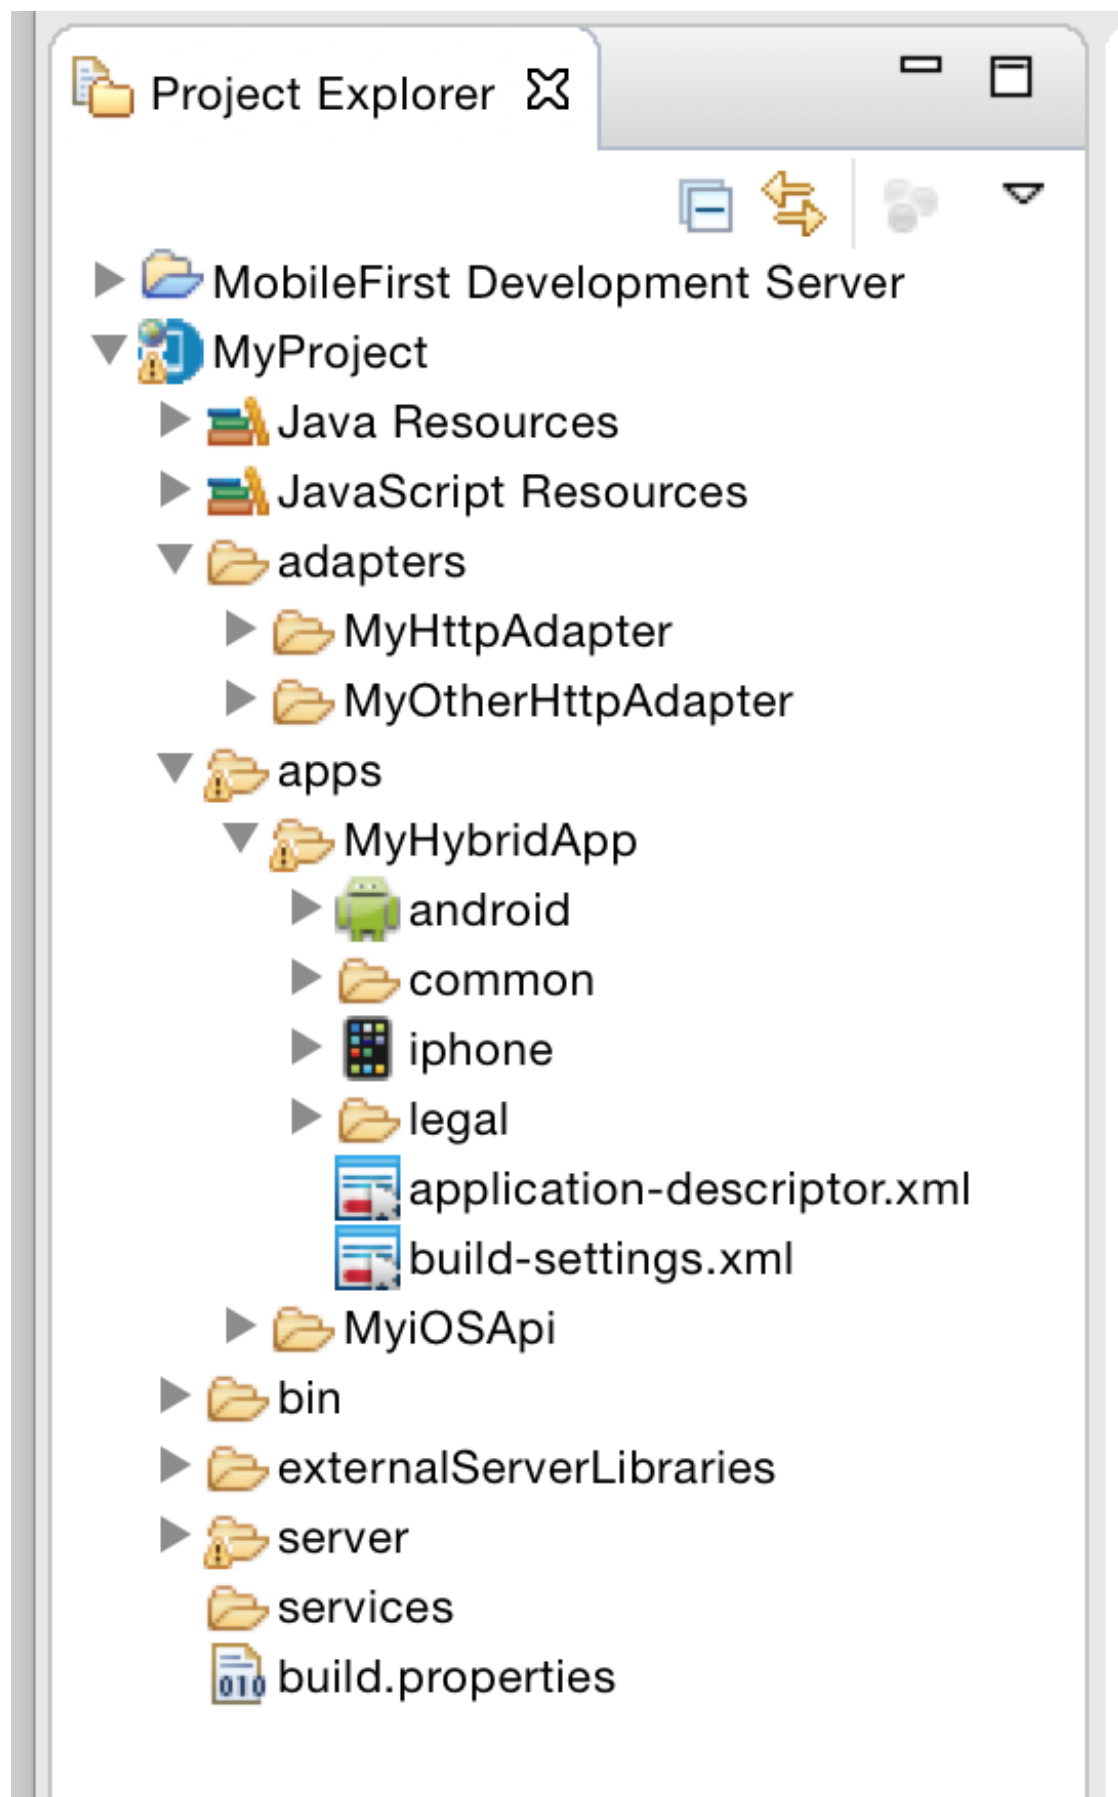 Project Explorer
MobileFirst Development Server
MyProject
Java Resources
JavaScript Resources
adapters
MyHttpAdapter
MyOtherHttpAdapter
apps
MyHybridApp
android
common
iphone
legal
application-descriptor.xml
build-settings.xml
MyiOSApi
bin
externalServerLibraries
server
services
010 build.properties